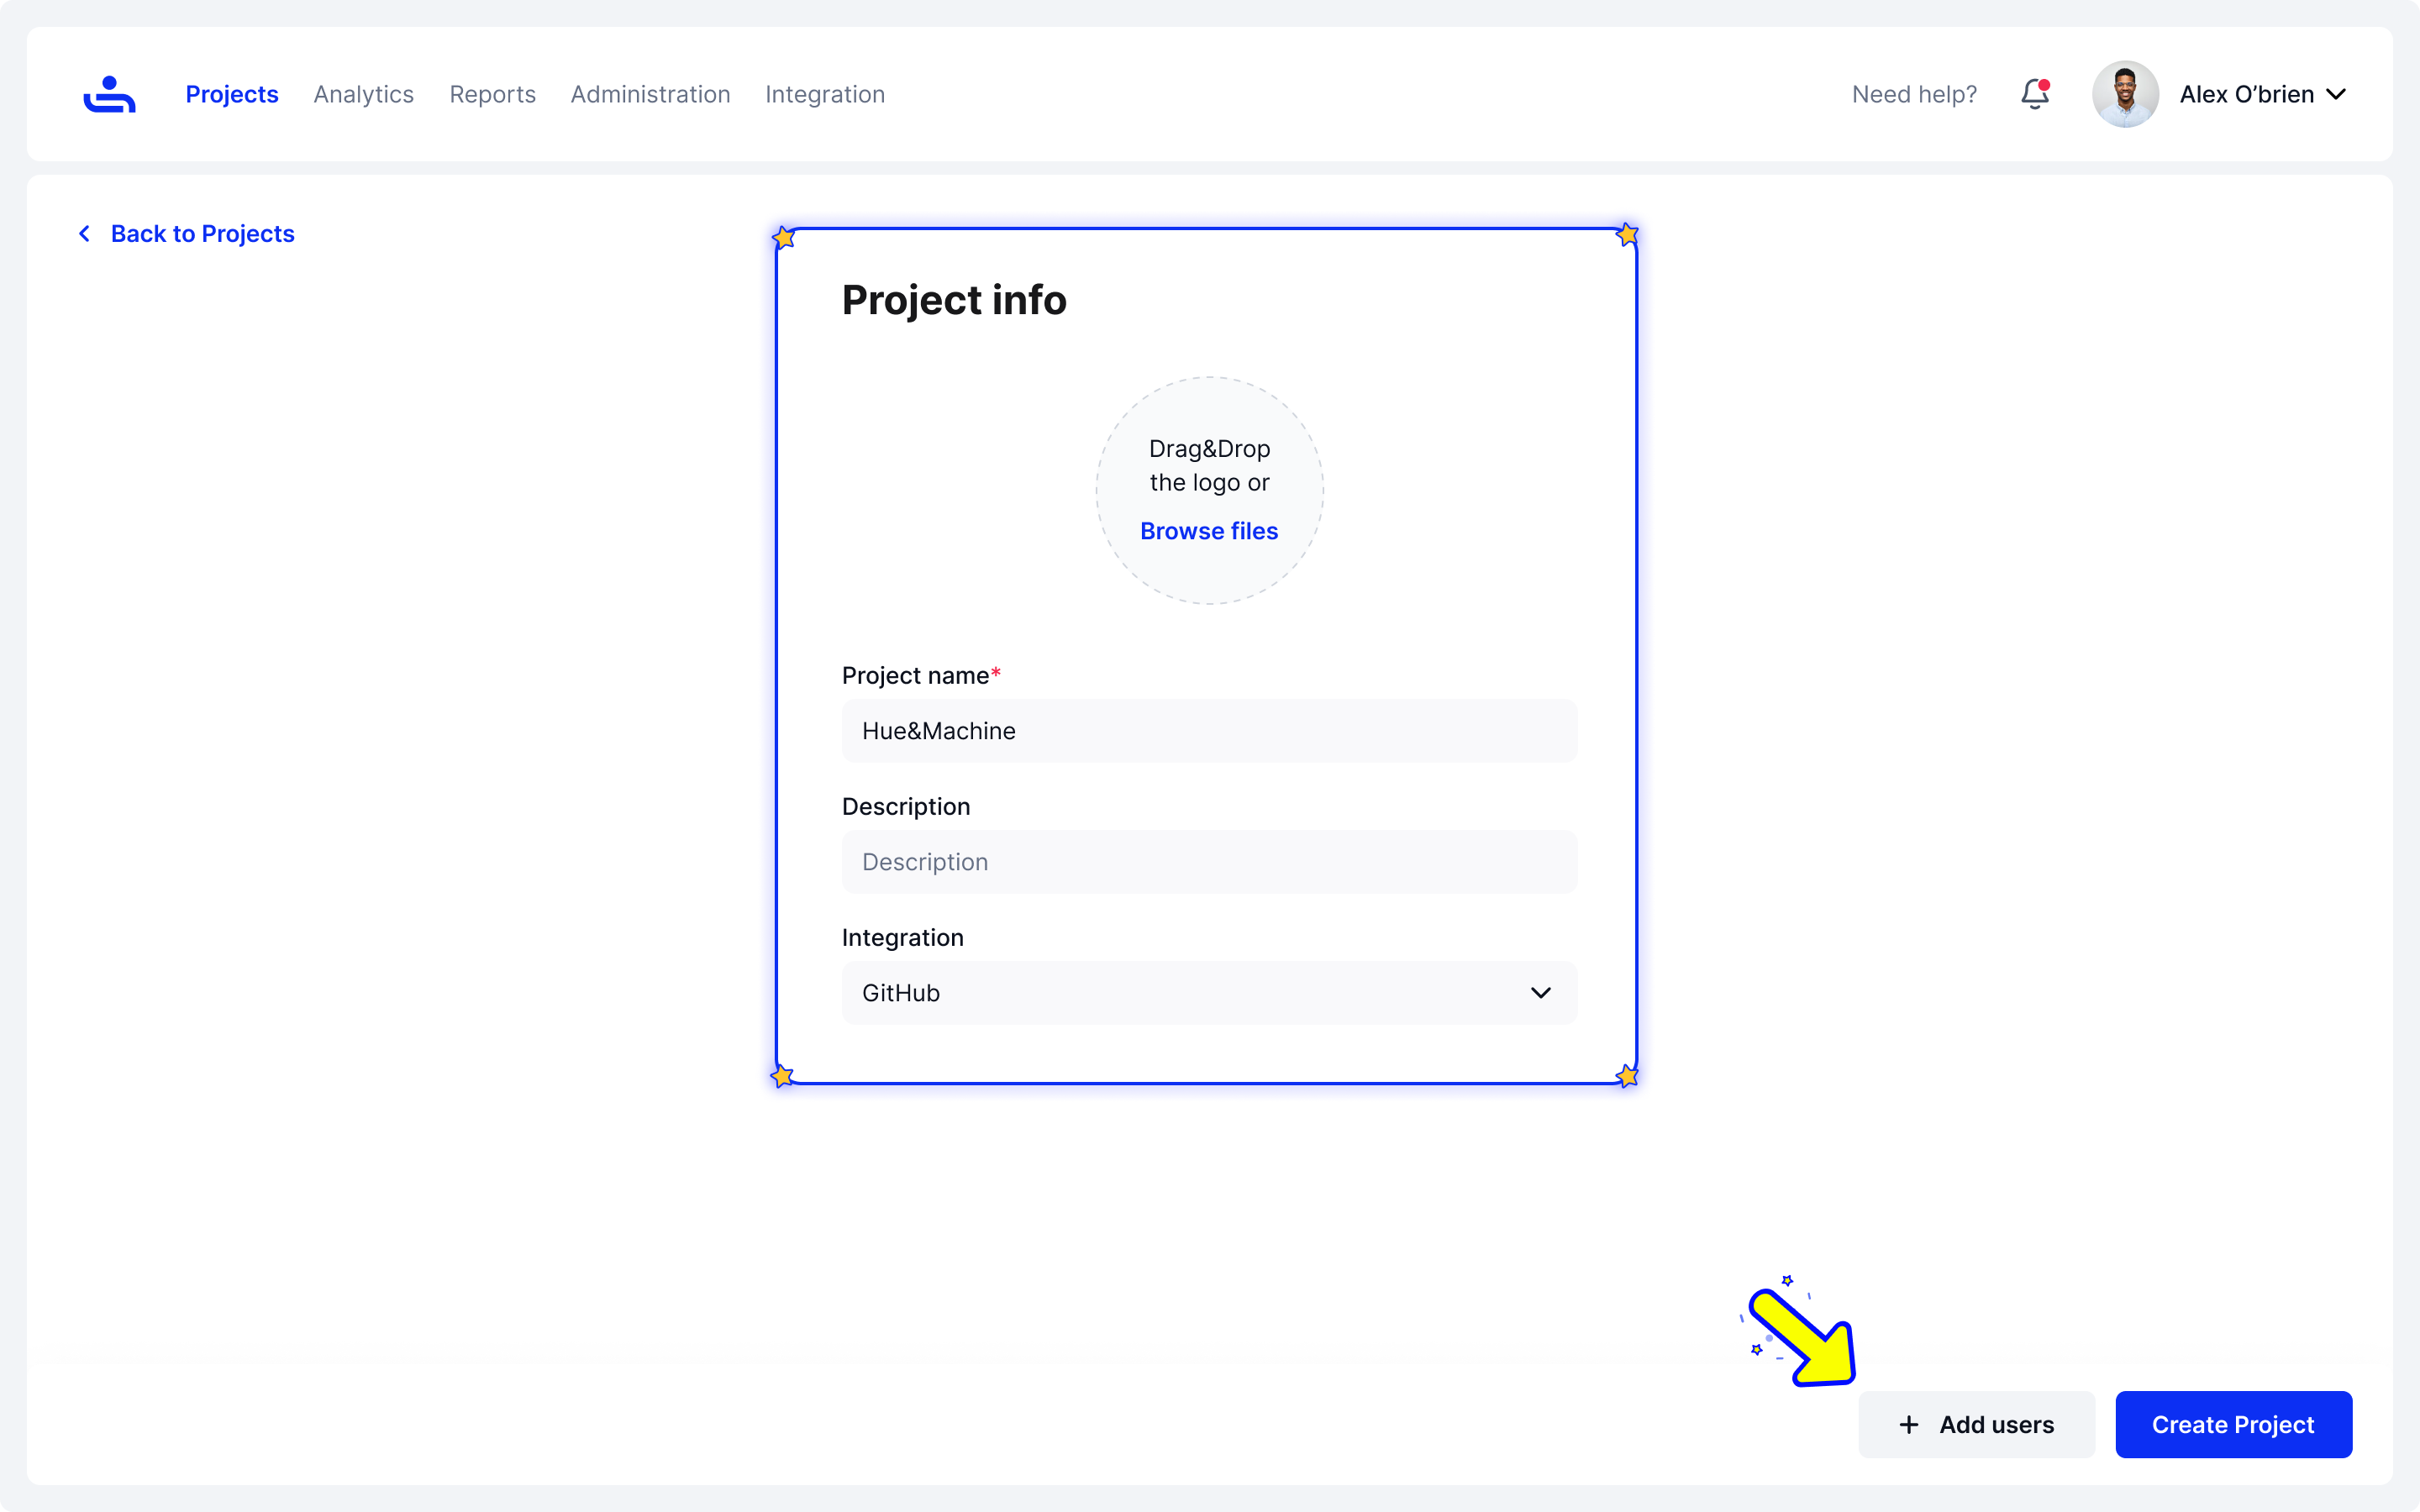 Projects Analytics Reports Administration Integration Need help? Alex O’brien
Back to Projects
Project info
Drag&Drop
the logo or
Browse files
Project name*
Hue&Machine
Description
Description
Integration
GitHub
+ Add users Create Project